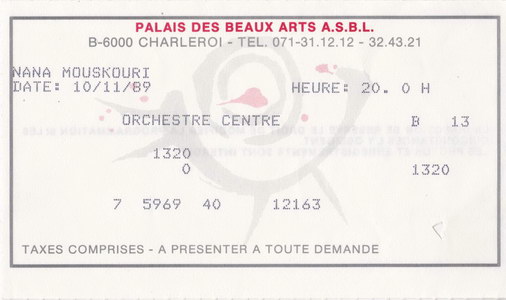 PALAIS DES BEAUX ARTS A.S.B.L.
B-6000 CHARLEROI - TEL. 071-31.12.12 - 32.43.21
NANA MOUSKOURI
DATE: 10/11/89 HEURE: 20. 0 H
ORCHESTRE CENTRE B 13
1320
0 1320
7 5969 40 12163
TAXES COMPRISES - A PRESENTER A TOUTE DEMANDE